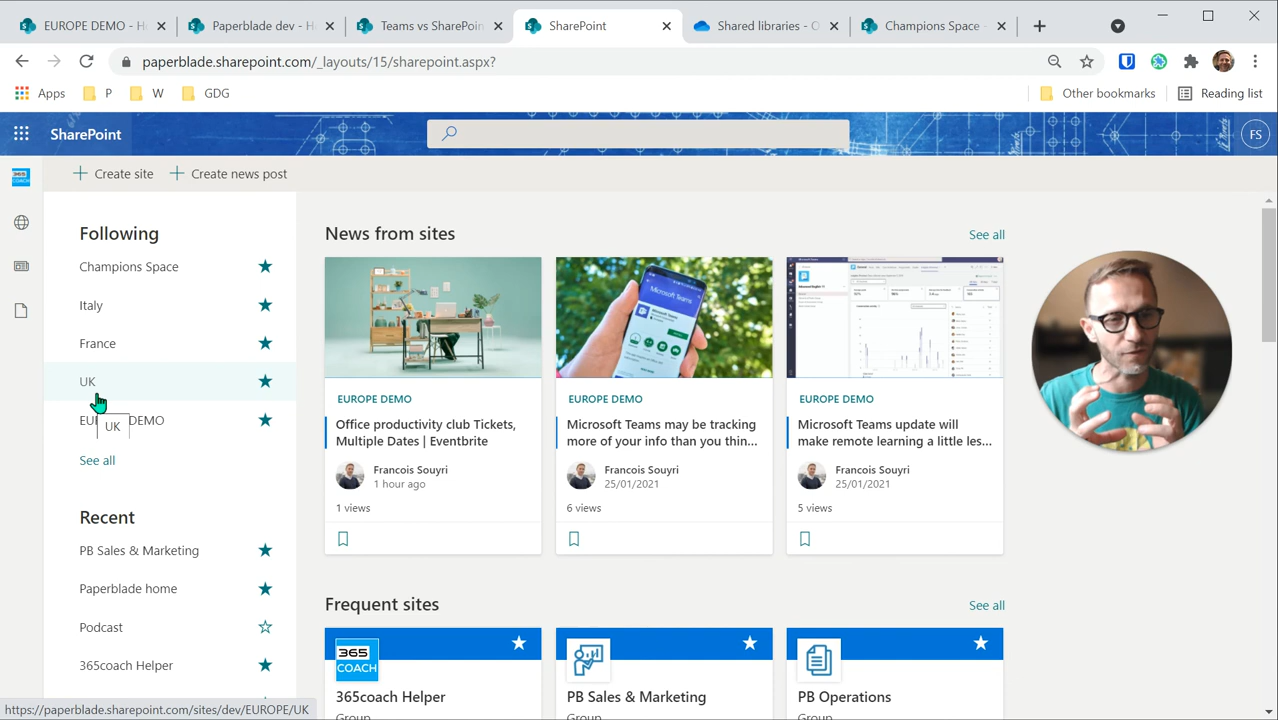 EUROPE DEMO - H
Paperblade dev - H
Teams vs SharePoin
SharePoint
Shared libraries - O
Champions Space -
paperblade.sharepoint.com/_layouts/15/sharepoint.aspx?
Apps
P
W
GDG
Other bookmarks
Reading list
SharePoint
FS
365
COACH
Create site
Create news post
Following
Champions Space
Italy
France
UK
EU DEMO
UK
See all
Recent
PB Sales & Marketing
Paperblade home
Podcast
365coach Helper
News from sites
See all
EUROPE DEMO
Office productivity club Tickets,
Multiple Dates | Eventbrite
Francois Souyri
1 hour ago
1 views
EUROPE DEMO
Microsoft Teams may be tracking
more of your info than you thin...
Francois Souyri
25/01/2021
6 views
EUROPE DEMO
Microsoft Teams update will
make remote learning a little les...
Francois Souyri
25/01/2021
5 views
Microsoft Teams
Frequent sites
See all
365
COACH
365coach Helper
Group
PB Sales & Marketing
Group
PB Operations
Group
https://paperblade.sharepoint.com/sites/dev/EUROPE/UK